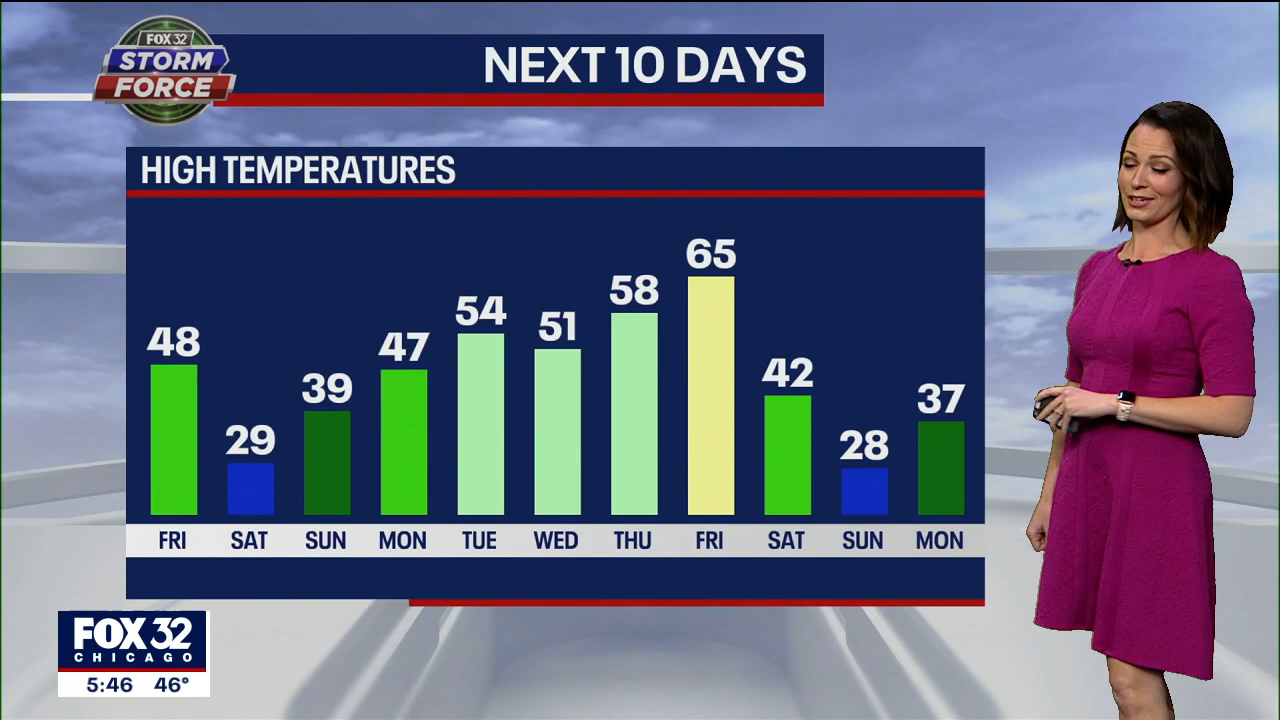 FOX 32
STORM
FORCE
NEXT 10 DAYS
HIGH TEMPERATURES
48 29 39 47 54 51 58 65 42 28 37
FRI SAT SUN MON TUE WED THU FRI SAT SUN MON
FOX 32
CHICAGO
5:46 46°